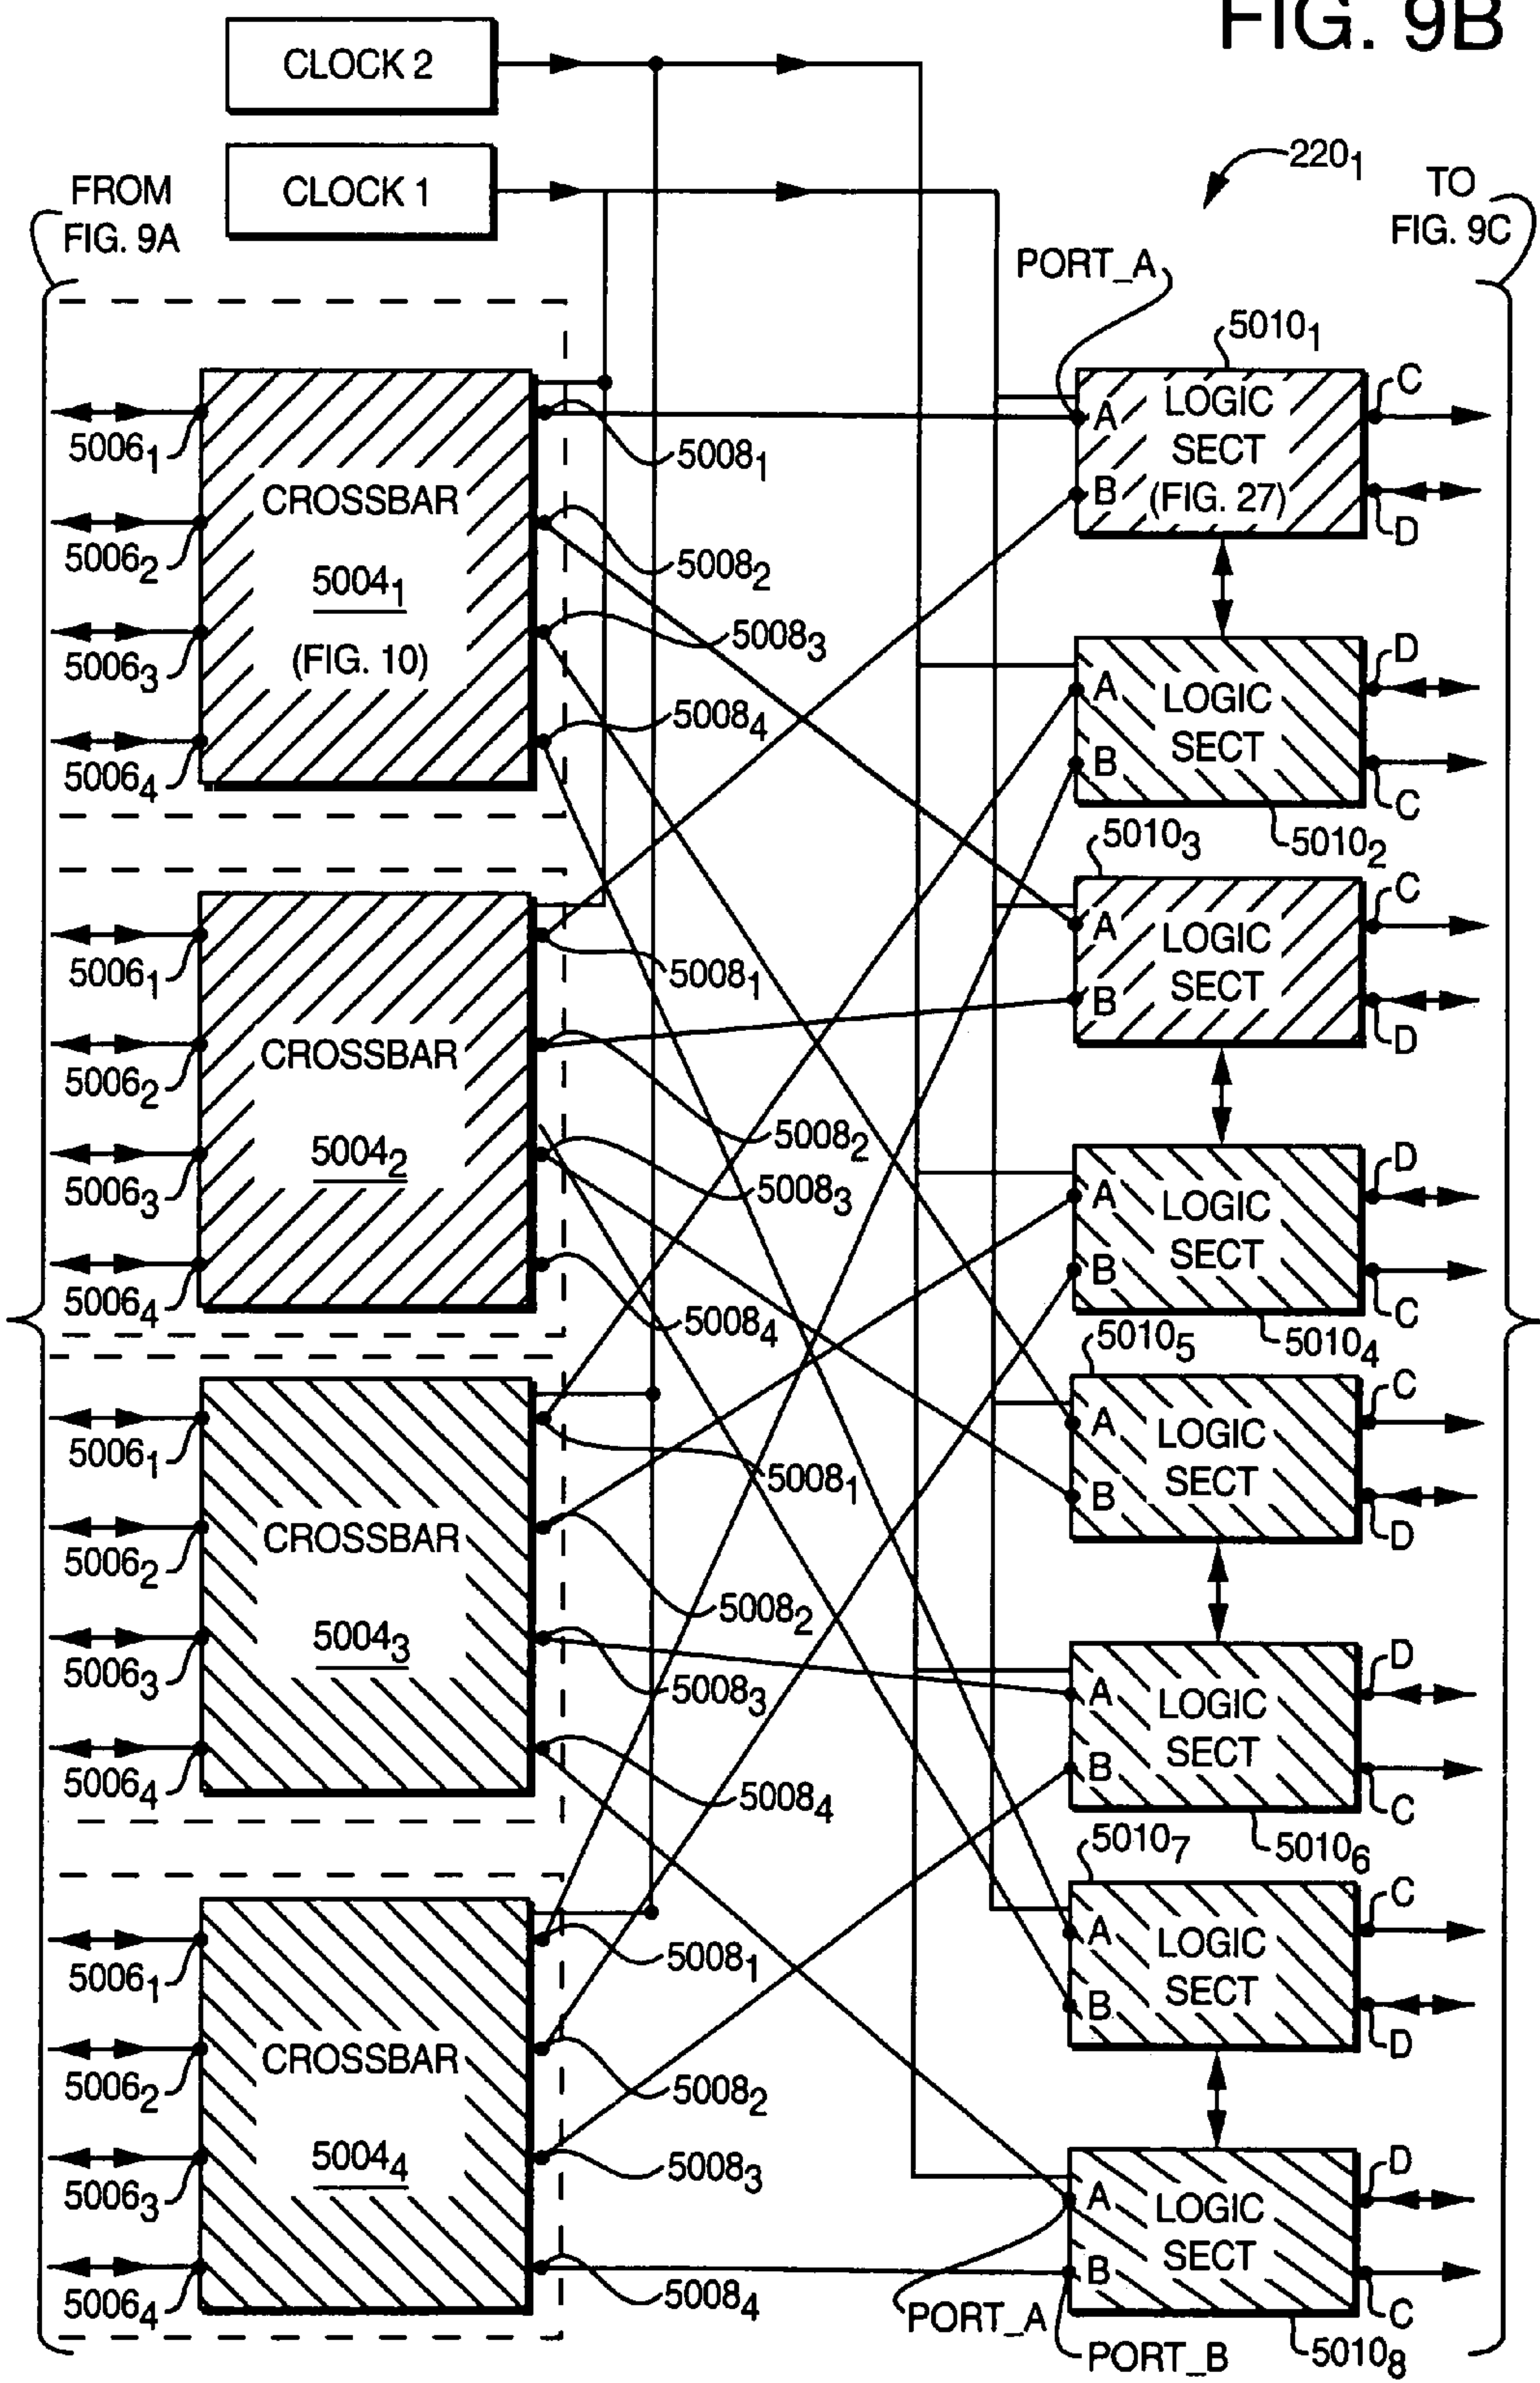 FIG. 9B
CLOCK 2
CLOCK 1
FROM
FIG. 9A
220₁
TO
FIG. 9C
PORT_A
5010₁
5006₁
5006₂
5006₃
5006₄
CROSSBAR
5004₁
(FIG. 10)
5008₁
5008₂
5008₃
5008₄
A
B
LOGIC
SECT
(FIG. 27)
C
D
A
B
LOGIC
SECT
D
C
5010₂
5010₃
5006₁
5006₂
5006₃
5006₄
CROSSBAR
5004₂
5008₁
5008₂
5008₃
5008₄
A
B
LOGIC
SECT
C
D
A
B
LOGIC
SECT
D
C
5010₄
5010₅
5006₁
5006₂
5006₃
5006₄
CROSSBAR
5004₃
5008₁
5008₂
5008₃
5008₄
A
B
LOGIC
SECT
C
D
A
B
LOGIC
SECT
D
C
5010₆
5010₇
5006₁
5006₂
5006₃
5006₄
CROSSBAR
5004₄
5008₁
5008₂
5008₃
5008₄
A
B
LOGIC
SECT
C
D
A
B
LOGIC
SECT
D
C
PORT_A
PORT_B
5010₈